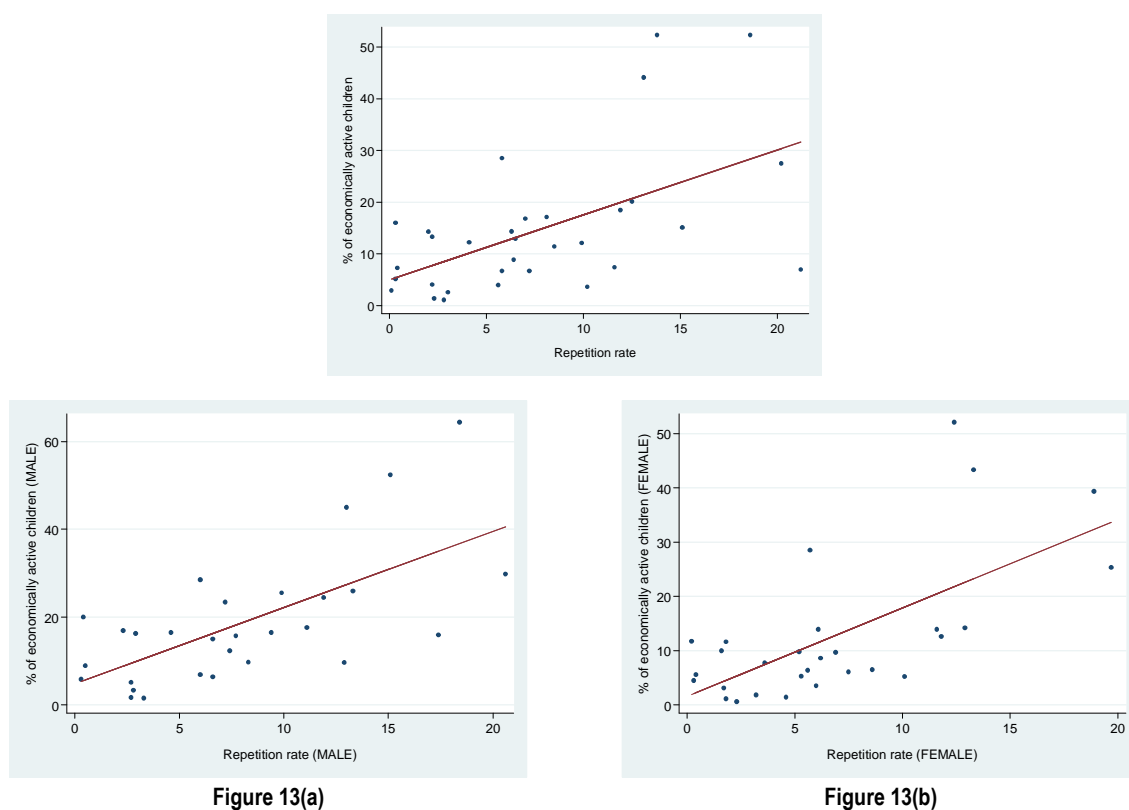 % of economically active children
50
40
30
20
10
0
0 5 10 15 20
Repetition rate
% of economically active children (MALE)
60
40
20
0
0 5 10 15 20
Repetition rate (MALE)
Figure 13(a)
% of economically active children (FEMALE)
50
40
30
20
10
0
0 5 10 15 20
Repetition rate (FEMALE)
Figure 13(b)